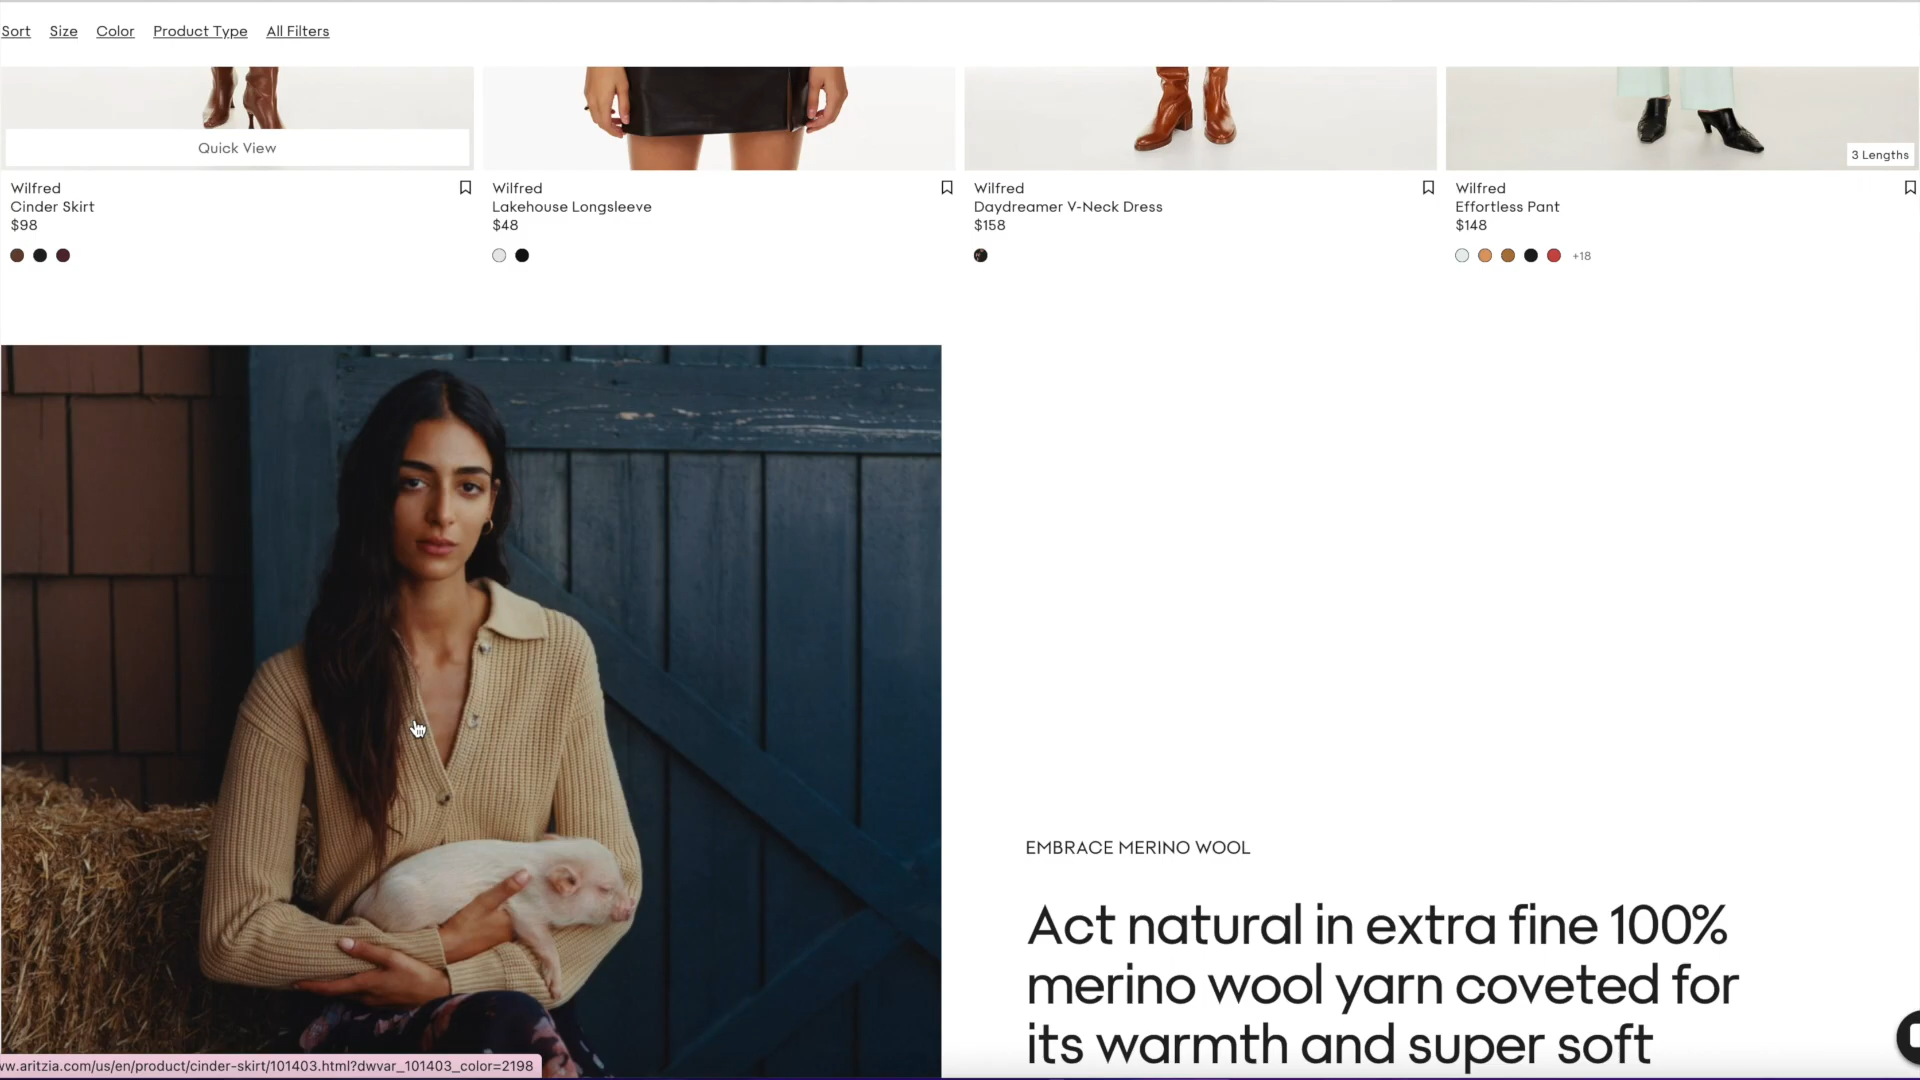 Sort Size Color Product Type All Filters
Quick View
3 Lengths
Wilfred
Cinder Skirt
$98
Wilfred
Lakehouse Longsleeve
$48
Wilfred
Daydreamer V-Neck Dress
$158
Wilfred
Effortless Pant
$148
+18
EMBRACE MERINO WOOL
Act natural in extra fine 100%
merino wool yarn coveted for
its warmth and super soft
w.aritzia.com/us/en/product/cinder-skirt/101403.html?dwvar_101403_color=2198